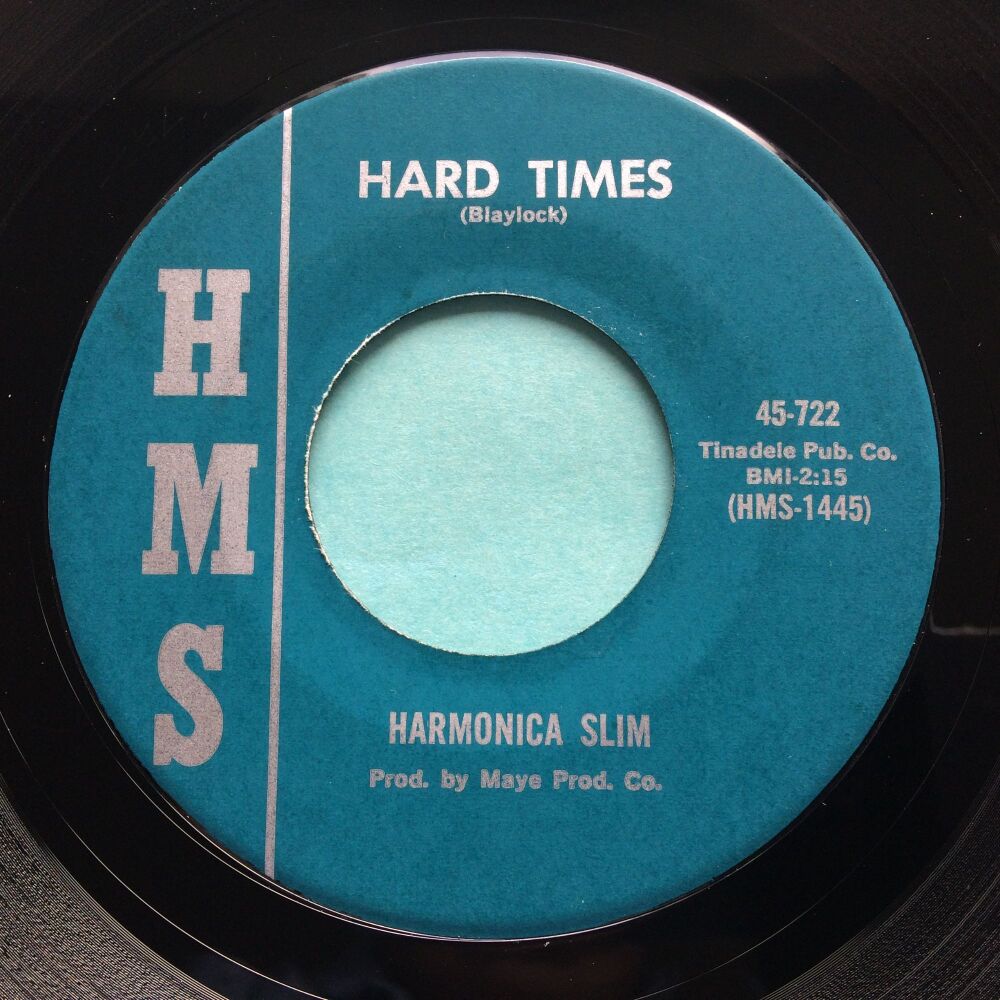 HARD TIMES
(Blaylock)
H
M
S
45-722
Tinadele Pub. Co.
BMI-2:15
(HMS-1445)
HARMONICA SLIM
Prod. by Maye Prod. Co.